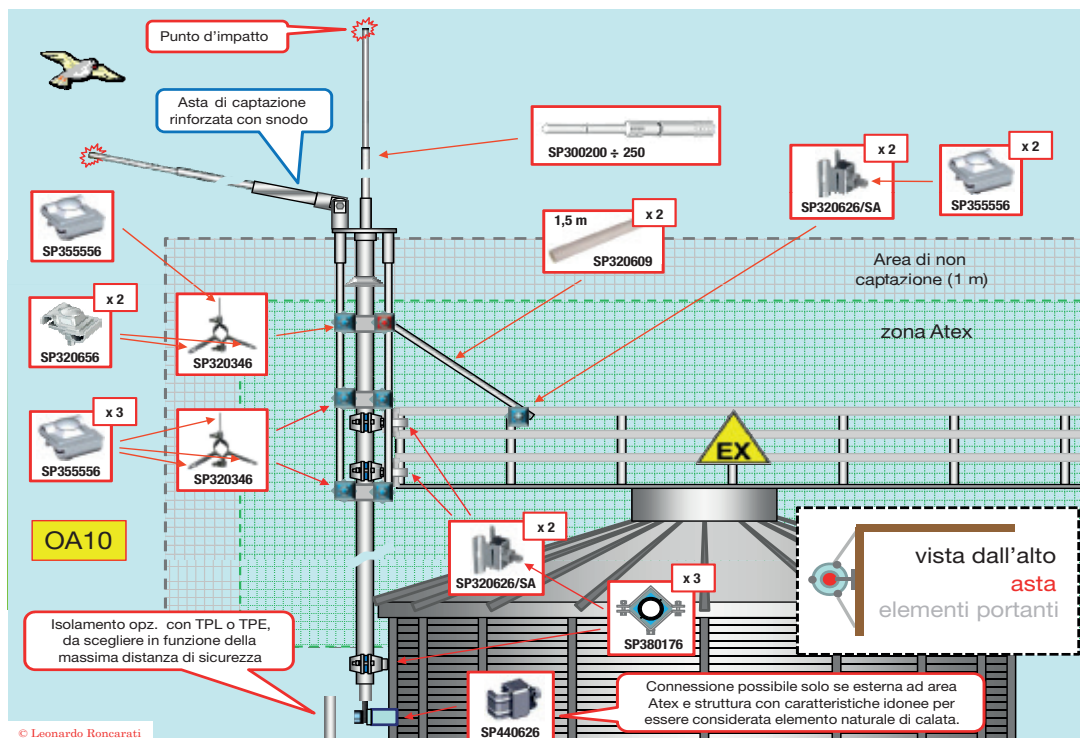 Punto d'impatto
Asta di captazione
rinforzata con snodo
SP300200 ÷ 250
x 2
SP320626/SA
x 2
SP355556
SP355556
1,5 m
x 2
SP320609
Area di non
captazione (1 m)
zona Atex
x 2
SP320656
SP320346
x 3
SP355556
SP320346
EX
OA10
x 2
SP320626/SA
x 3
SP380176
vista dall'alto
asta
elementi portanti
Isolamento opz. con TPL o TPE,
da scegliere in funzione della
massima distanza di sicurezza
SP440626
Connessione possibile solo se esterna ad area
Atex e struttura con caratteristiche idonee per
essere considerata elemento naturale di calata.
© Leonardo Roncarati